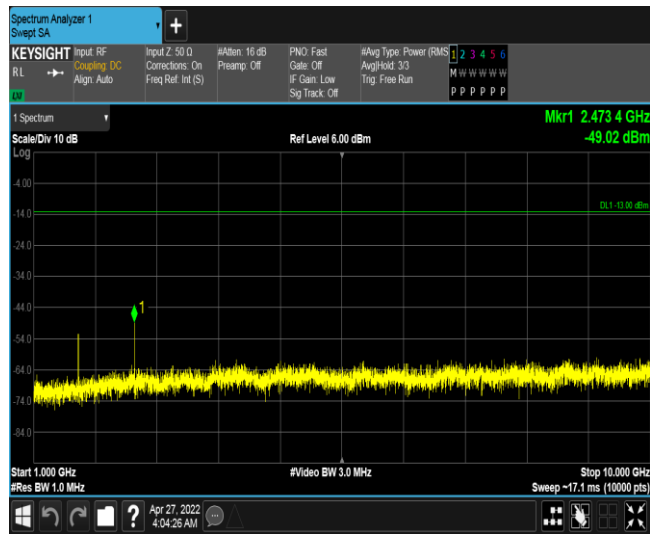 Spectrum Analyzer 1
Swept SA
KEYSIGHT
RL
Input: RF
Coupling: DC
Align: Auto
Input Z: 50 Ω
Corrections: On
Freq Ref: Int (S)
#Atten: 16 dB
Preamp: Off
PNO: Fast
Gate: Off
IF Gain: Low
Sig Track: Off
#Avg Type: Power (RMS
Avg|Hold: 3/3
Trig: Free Run
1 2 3 4 5 6
M W W W W W
P P P P P P
1 Spectrum
Mkr1 2.473 4 GHz
-49.02 dBm
Scale/Div 10 dB
Ref Level 6.00 dBm
Log
-4.00
DL1 -13.00 dBm
-14.0
-24.0
-34.0
-44.0
1
-54.0
-64.0
-74.0
-84.0
Start 1.000 GHz
#Video BW 3.0 MHz
Stop 10.000 GHz
#Res BW 1.0 MHz
Sweep ~17.1 ms (10000 pts)
?
Apr 27, 2022
4:04:26 AM